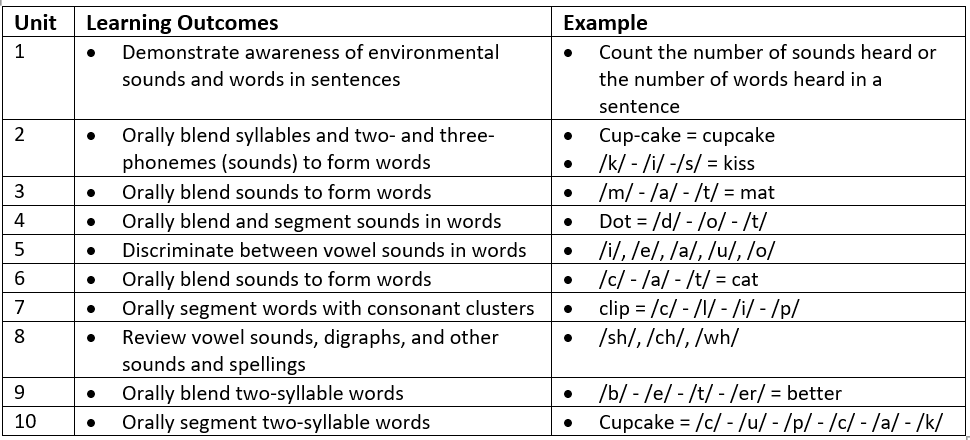 Unit Learning Outcomes Example
1 • Demonstrate awareness of environmental • Count the number of sounds heard or
sounds and words in sentences the number of words heard in a
sentence
2 • Orally blend syllables and two- and three- • Cup-cake = cupcake
phonemes (sounds) to form words • /k/ - /i/ -/s/ = kiss
3 • Orally blend sounds to form words • /m/ - /a/ - /t/ = mat
4 • Orally blend and segment sounds in words • Dot = /d/ - /o/ - /t/
5 • Discriminate between vowel sounds in words • /i/, /e/, /a/, /u/, /o/
6 • Orally blend sounds to form words • /c/ - /a/ - /t/ = cat
7 • Orally segment words with consonant clusters • clip = /c/ - /l/ - /i/ - /p/
8 • Review vowel sounds, digraphs, and other • /sh/, /ch/, /wh/
sounds and spellings
9 • Orally blend two-syllable words • /b/ - /e/ - /t/ - /er/ = better
10 • Orally segment two-syllable words • Cupcake = /c/ - /u/ - /p/ - /c/ - /a/ - /k/